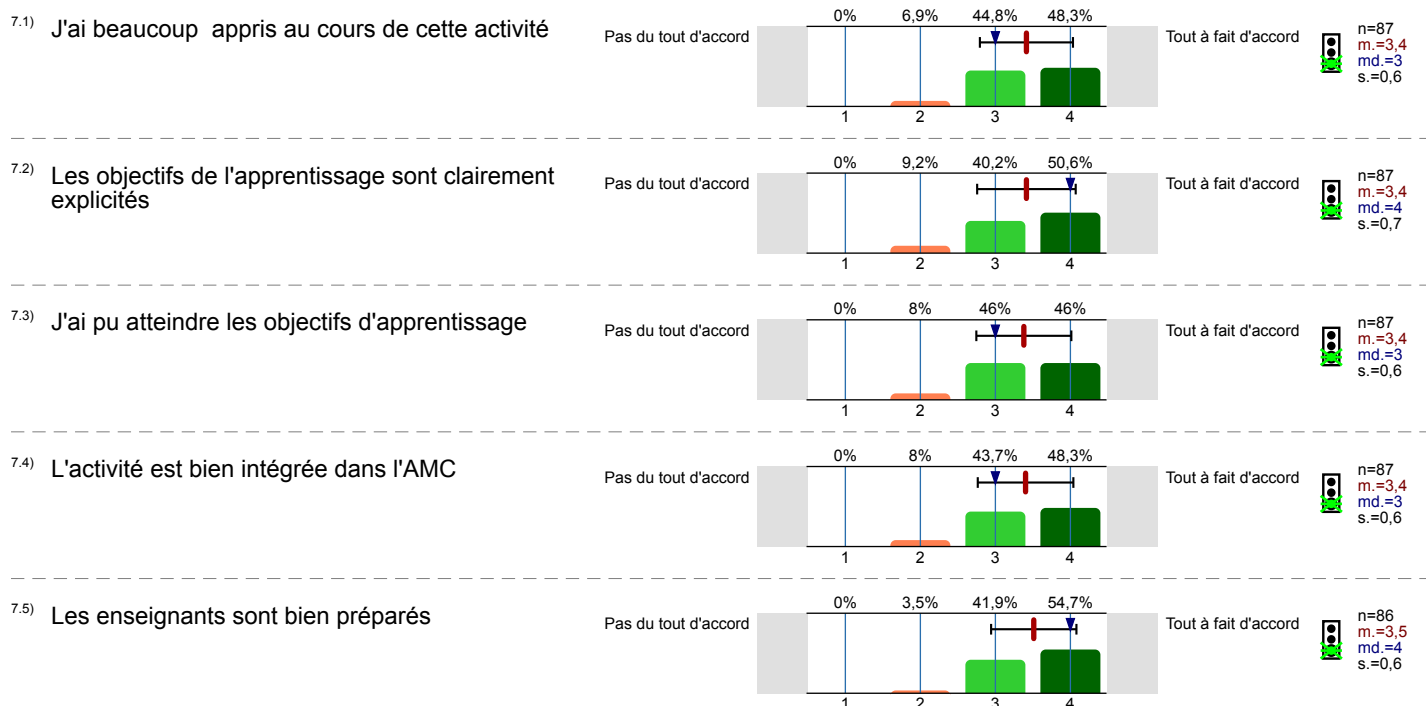 7.1) J'ai beaucoup appris au cours de cette activité
Pas du tout d'accord
0% 6,9% 44,8% 48,3%
1 2 3 4
Tout à fait d'accord
n=87
m.=3,4
md.=3
s.=0,6
7.2) Les objectifs de l'apprentissage sont clairement
explicités
Pas du tout d'accord
0% 9,2% 40,2% 50,6%
1 2 3 4
Tout à fait d'accord
n=87
m.=3,4
md.=4
s.=0,7
7.3) J'ai pu atteindre les objectifs d'apprentissage
Pas du tout d'accord
0% 8% 46% 46%
1 2 3 4
Tout à fait d'accord
n=87
m.=3,4
md.=3
s.=0,6
7.4) L'activité est bien intégrée dans l'AMC
Pas du tout d'accord
0% 8% 43,7% 48,3%
1 2 3 4
Tout à fait d'accord
n=87
m.=3,4
md.=3
s.=0,6
7.5) Les enseignants sont bien préparés
Pas du tout d'accord
0% 3,5% 41,9% 54,7%
1 2 3 4
Tout à fait d'accord
n=86
m.=3,5
md.=4
s.=0,6